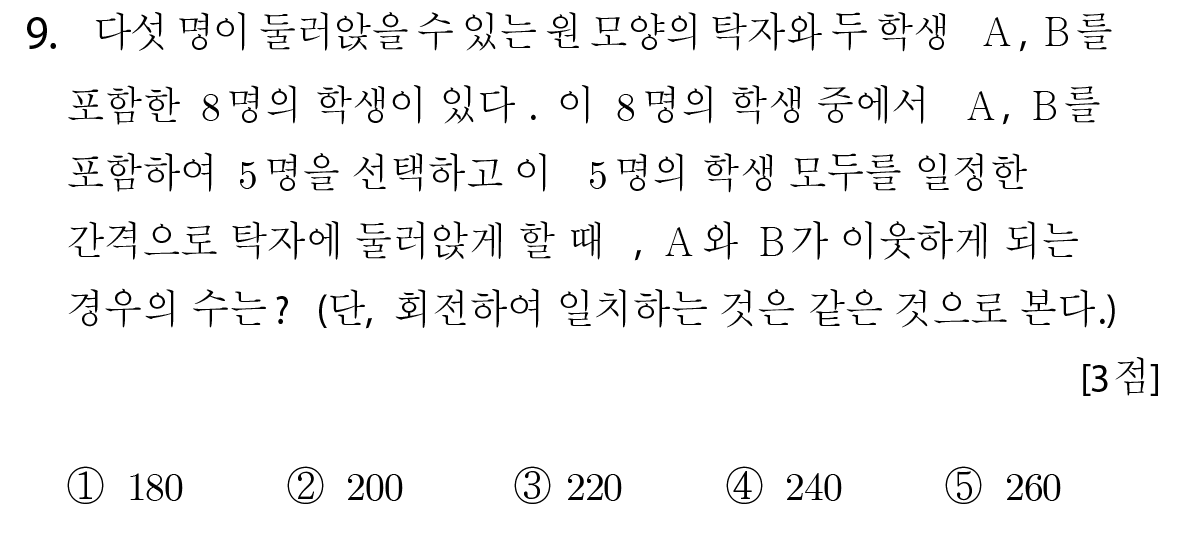 9. 다섯 명이 둘러앉을 수 있는 원 모양의 탁자와 두 학생 A, B를
포함한 8명의 학생이 있다. 이 8명의 학생 중에서 A, B를
포함하여 5명을 선택하고 이 5명의 학생 모두를 일정한
간격으로 탁자에 둘러앉게 할 때, A와 B가 이웃하게 되는
경우의 수는? (단, 회전하여 일치하는 것은 같은 것으로 본다.)
[3점]
① 180 ② 200 ③ 220 ④ 240 ⑤ 260